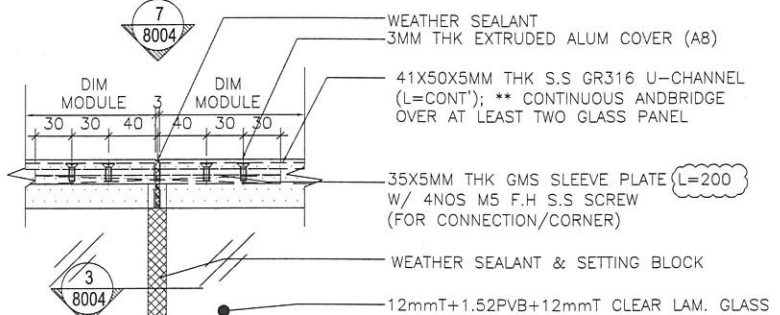 7
8004
WEATHER SEALANT
3MM THK EXTRUDED ALUM COVER (A8)
DIM MODULE
3
DIM MODULE
41X50X5MM THK S.S GR316 U-CHANNEL
(L=CONT'); ** CONTINUOUS ANDBRIDGE
OVER AT LEAST TWO GLASS PANEL
30 30 40 40 30 30
35X5MM THK GMS SLEEVE PLATE L=200
W/ 4NOS M5 F.H S.S SCREW
(FOR CONNECTION/CORNER)
WEATHER SEALANT & SETTING BLOCK
3
8004
12mmT+1.52PVB+12mmT CLEAR LAM. GLASS